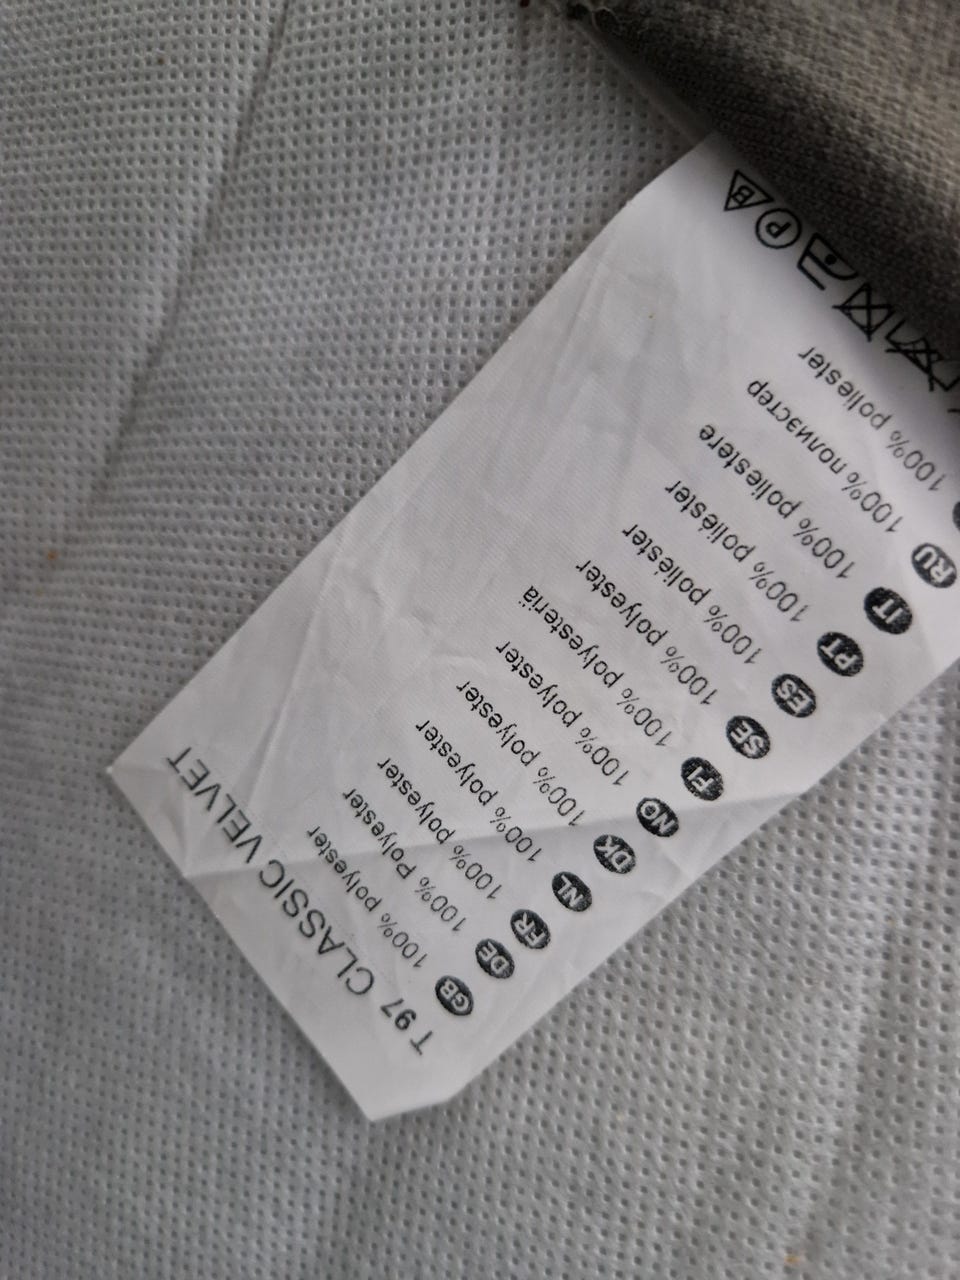 T 97 CLASSIC VELVET
GB 100% polyester
DE 100% Polyester
FR 100% polyester
NL 100% polyester
DK 100% polyester
NO 100% polyester
FI 100% polyesteriä
SE 100% polyester
ES 100% poliéster
PT 100% poliéster
IT 100% poliestere
RU 100% полиэстер
100% poliester
P
B